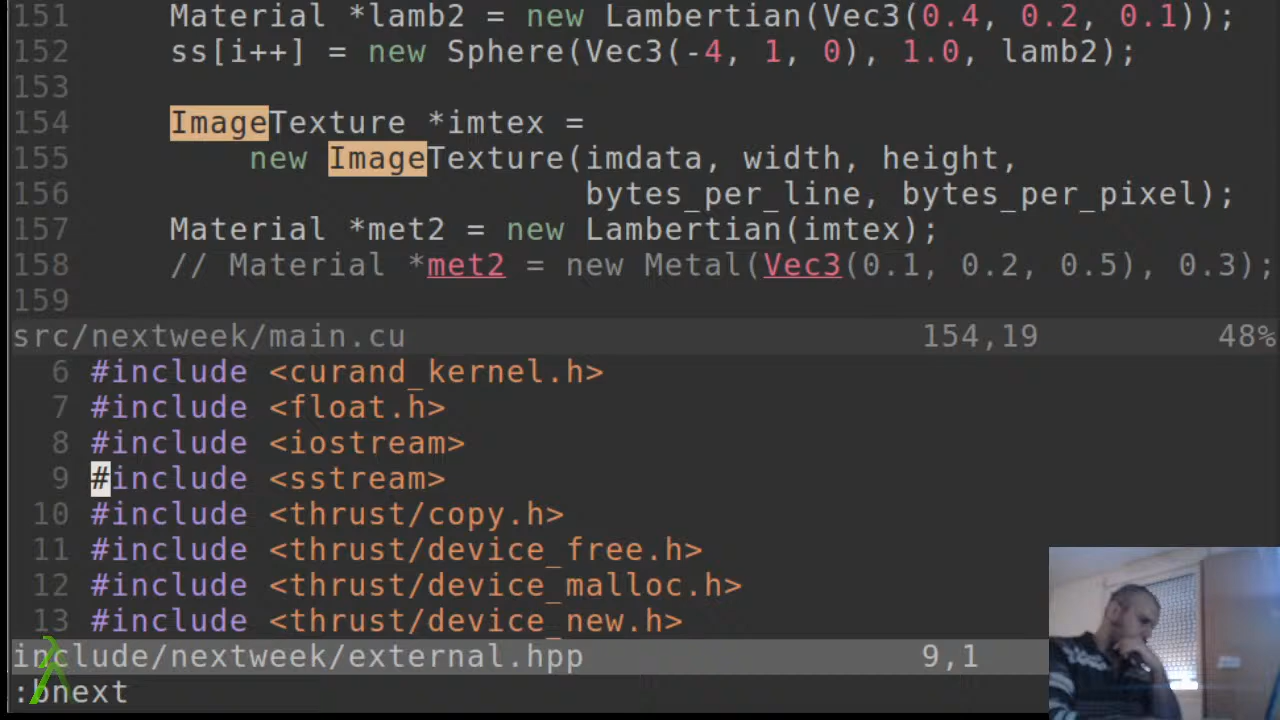 151 Material *lamb2 = new Lambertian(Vec3(0.4, 0.2, 0.1));
152 ss[i++] = new Sphere(Vec3(-4, 1, 0), 1.0, lamb2);
153
154 ImageTexture *imtex =
155 new ImageTexture(imdata, width, height,
156 bytes_per_line, bytes_per_pixel);
157 Material *met2 = new Lambertian(imtex);
158 // Material *met2 = new Metal(Vec3(0.1, 0.2, 0.5), 0.3);
159
src/nextweek/main.cu 154,19 48%
6 #include <curand_kernel.h>
7 #include <float.h>
8 #include <iostream>
9 #include <sstream>
10 #include <thrust/copy.h>
11 #include <thrust/device_free.h>
12 #include <thrust/device_malloc.h>
13 #include <thrust/device_new.h>
include/nextweek/external.hpp 9,1
:bnext
λ